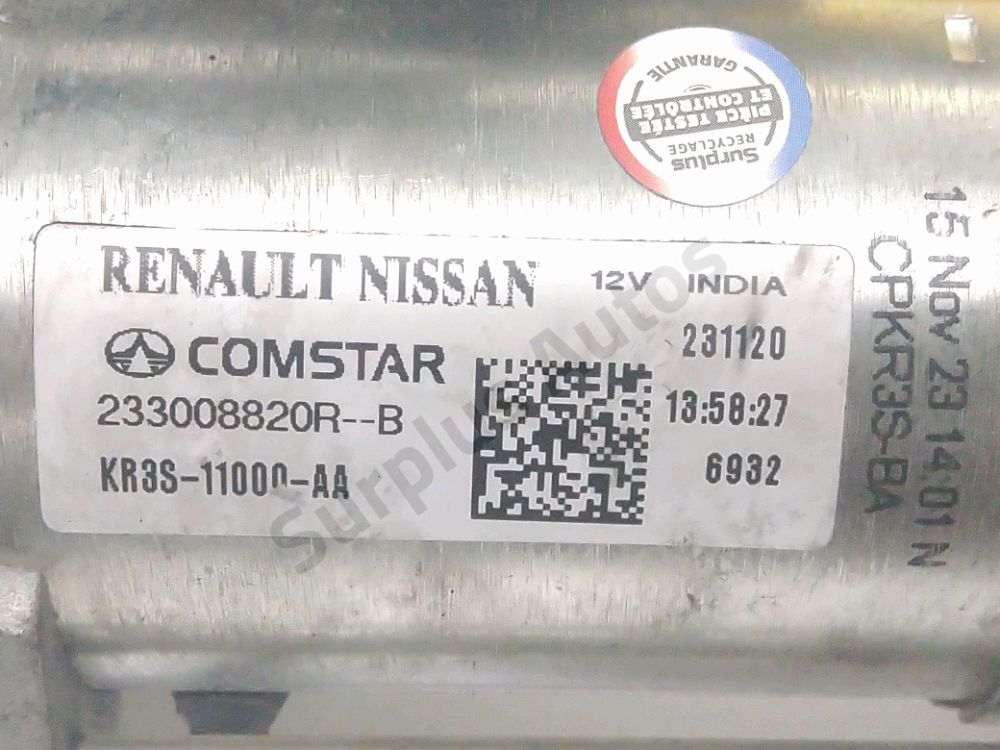 GARANTIE
PIÈCE TESTÉE
ET CONTRÔLÉE
RECYCLAGE
Surplus
RENAULT NISSAN 12V INDIA
COMSTAR 231120
233008820R--B 13:58:27
KR3S-11000-AA 6932
15 Nov 23 14:01 N
CPKR3S-BA
Surplus Autos